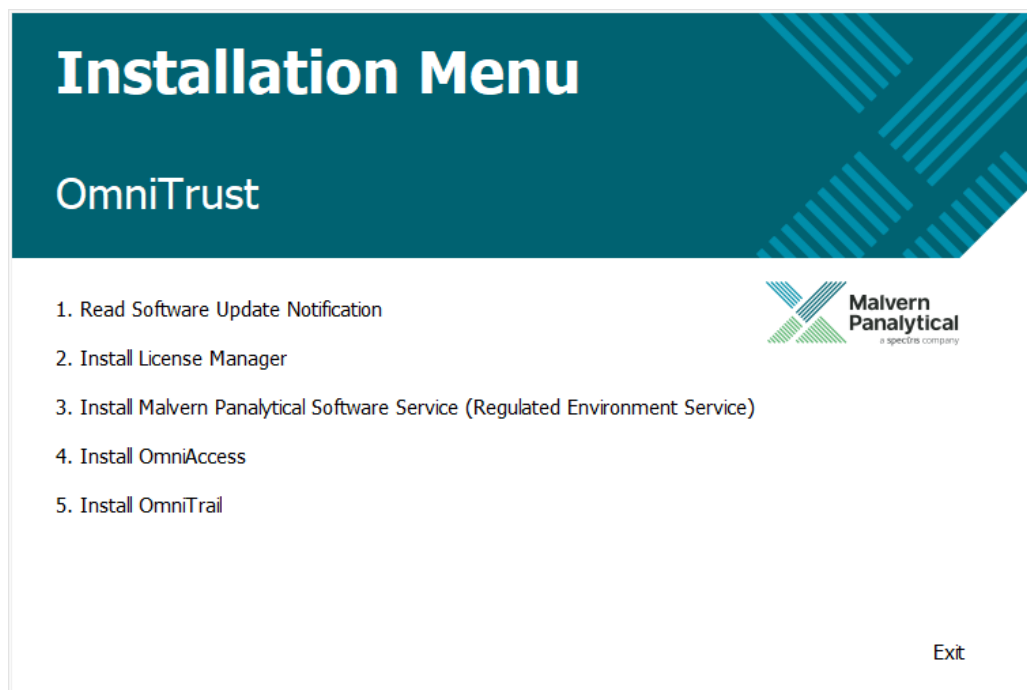 Installation Menu
OmniTrust
1. Read Software Update Notification
Malvern
Panalytical
a spectris company
2. Install License Manager
3. Install Malvern Panalytical Software Service (Regulated Environment Service)
4. Install OmniAccess
5. Install OmniTrail
Exit